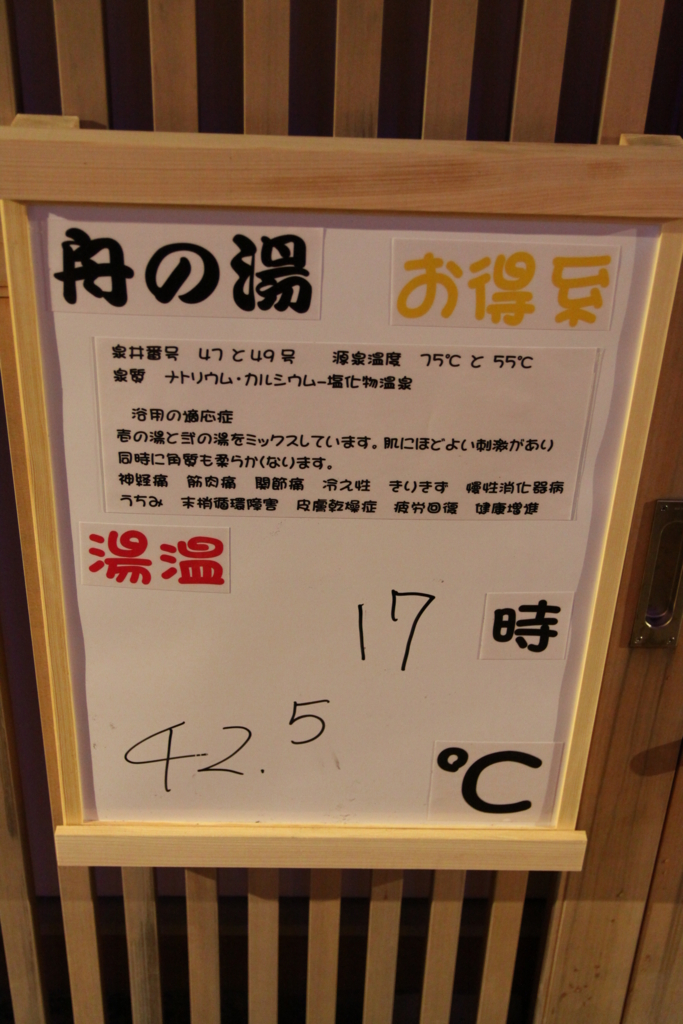 舟の湯
お得系
泉井番号 47と49号 源泉温度 75℃ と 55℃
泉質 ナトリウム・カルシウム−塩化物温泉
浴用の適応症
壱の湯と弐の湯をミックスしています。肌にほどよい刺激があり
同時に角質も柔らかくなります。
神経痛 筋肉痛 関節痛 冷え性 きりきず 慢性消化器病
うちみ 末梢循環障害 皮膚乾燥症 疲労回復 健康増進
湯温
17 時
42.5 ℃